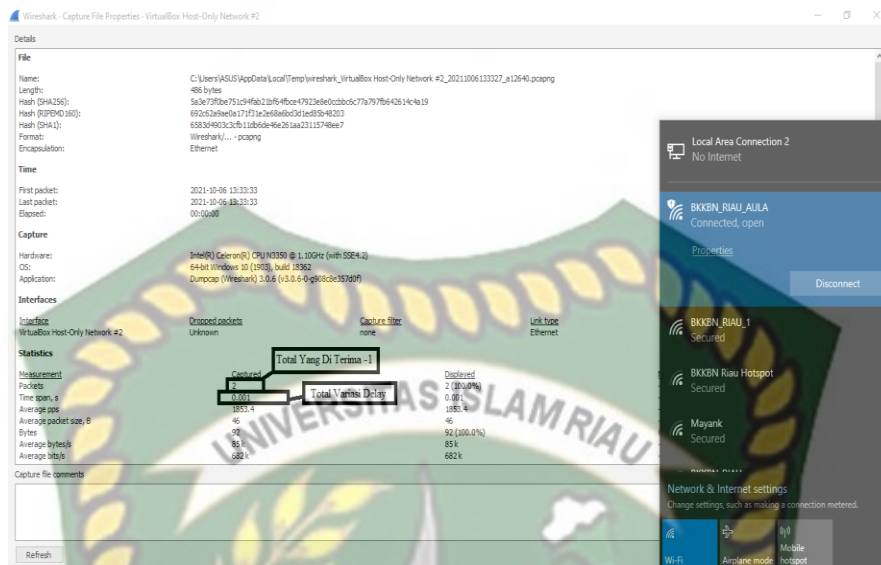 Wireshark - Capture File Properties - VirtualBox Host-Only Network #2
Details
File
Name: C:\Users\ASUS\AppData\Local\Temp\wireshark_VirtualBox Host-Only Network #2_20211006133327_a12640.pcapng
Length: 486 bytes
Hash (SHA256):
Hash (RIPEMD160):
Hash (SHA1):
Format: Wireshark/... - pcapng
Encapsulation: Ethernet
Time
First packet: 2021-10-06 13:33:33
Last packet: 2021-10-06 13:33:33
Elapsed: 00:00:00
Capture
Hardware: Intel(R) Celeron(R) CPU N3350 @ 1.10GHz (with SSE4.2)
OS: 64-bit Windows 10 (1903), build 18362
Application: Dumpcap (Wireshark) 3.0.6 (v3.0.6-0-g908c8e357d0f)
Interfaces
Interface Dropped packets Capture filter Link type
VirtualBox Host-Only Network #2 Unknown none Ethernet
Statistics
Total Yang Di Terima -1
Measurement Captured Displayed
Packets 2 2 (100.0%)
Time span, s 0.001 Total Variasi Delay 0.001
Average pps 1853.4 1853.4
Average packet size, B 46 46
Bytes 92 92 (100.0%)
Average bytes/s 85 k 85 k
Average bits/s 682 k 682 k
Capture file comments
Refresh
Local Area Connection 2
No Internet
BKKBN_RIAU_AULA
Connected, open
Properties
Disconnect
BKKBN_RIAU_1
Secured
BKKBN Riau Hotspot
Secured
Mayank
Secured
Network & Internet settings
Change settings, such as making a connection metered.
Wi-Fi
Airplane mode
Mobile hotspot
UNIVERSITAS ISLAM RIAU